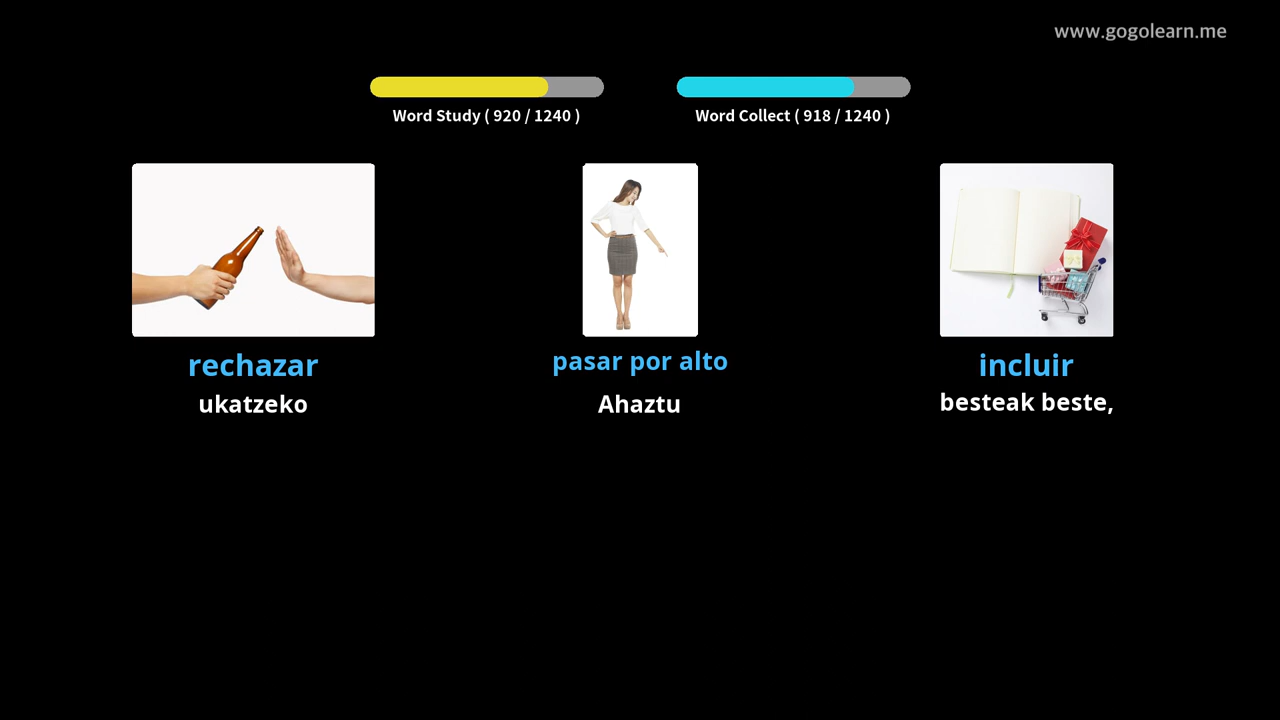 www.gogolearn.me
Word Study ( 920 / 1240 )
Word Collect ( 918 / 1240 )
rechazar
ukatzeko
pasar por alto
Ahaztu
incluir
besteak beste,